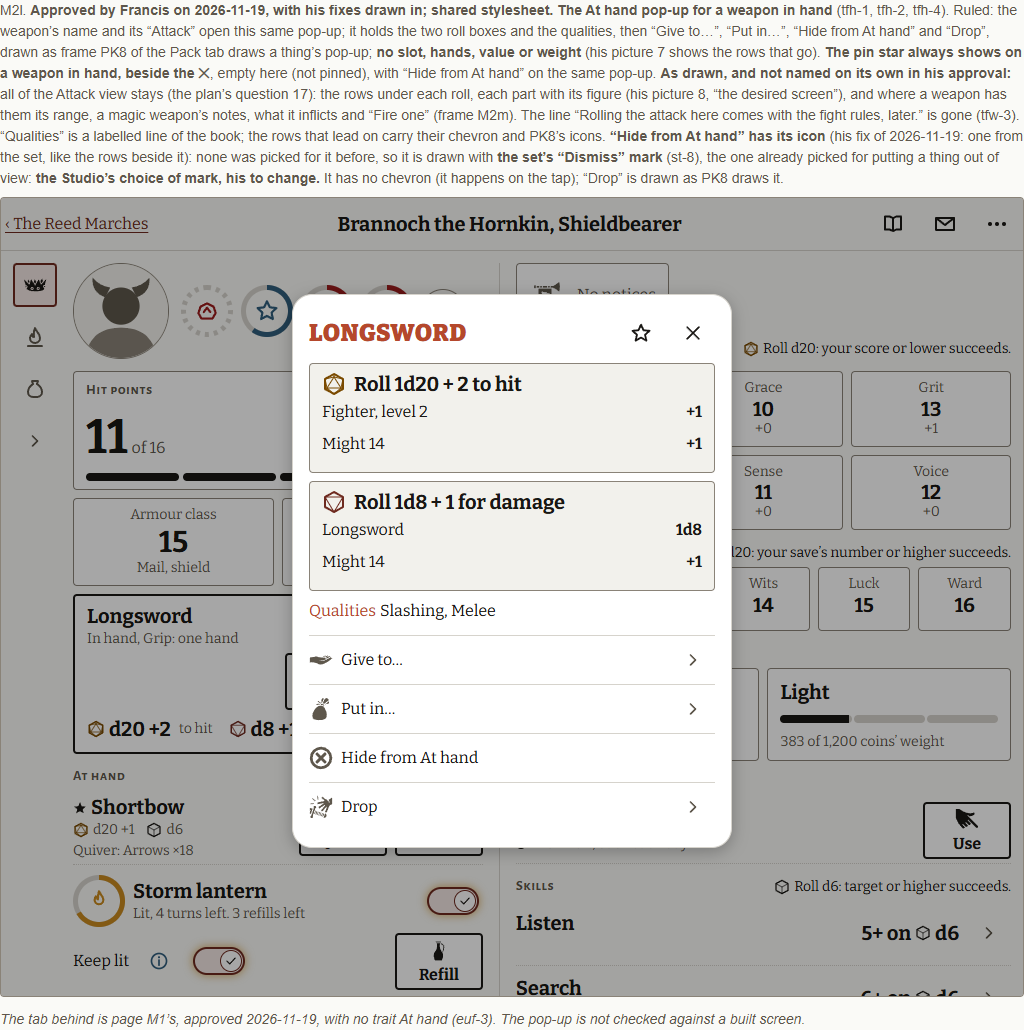 M2I. Approved by Francis on 2026-11-19, with his fixes drawn in; shared stylesheet. The At hand pop-up for a weapon in hand (tfh-1, tfh-2, tfh-4). Ruled: the
weapon's name and its “Attack” open this same pop-up; it holds the two roll boxes and the qualities, then “Give to…”, “Put in…”, “Hide from At hand” and “Drop”,
drawn as frame PK8 of the Pack tab draws a thing's pop-up; no slot, hands, value or weight (his picture 7 shows the rows that go). The pin star always shows on
a weapon in hand, beside the ✕, empty here (not pinned), with “Hide from At hand” on the same pop-up. As drawn, and not named on its own in his approval:
all of the Attack view stays (the plan's question 17): the rows under each roll, each part with its figure (his picture 8, “the desired screen”), and where a weapon has
them its range, a magic weapon's notes, what it inflicts and “Fire one” (frame M2m). The line “Rolling the attack here comes with the fight rules, later.” is gone (tfw-3).
“Qualities” is a labelled line of the book; the rows that lead on carry their chevron and PK8's icons. “Hide from At hand” has its icon (his fix of 2026-11-19: one from
the set, like the rows beside it): none was picked for it before, so it is drawn with the set's “Dismiss” mark (st-8), the one already picked for putting a thing out of
view: the Studio's choice of mark, his to change. It has no chevron (it happens on the tap); “Drop” is drawn as PK8 draws it.
‹ The Reed Marches
Brannoch the Hornkin, Shieldbearer
No notices
LONGSWORD
Roll d20: your score or lower succeeds.
Roll 1d20 + 2 to hit
Fighter, level 2 +1
Might 14 +1
Hit points
11 of 16
Grace
10
+0
Grit
13
+1
Sense
11
+0
Voice
12
+0
Roll 1d8 + 1 for damage
Longsword 1d8
Might 14 +1
Armour class
15
Mail, shield
d20: your save's number or higher succeeds.
Wits
14
Luck
15
Ward
16
Qualities Slashing, Melee
Longsword
In hand, Grip: one hand
d20 +2 to hit d8 +1
Give to…
Put in…
Hide from At hand
Drop
Light
383 of 1,200 coins' weight
At hand
★ Shortbow
d20 +1 d6
Quiver: Arrows ×18
Use
Storm lantern
Lit, 4 turns left. 3 refills left
Keep lit
Refill
Skills
Roll d6: target or higher succeeds.
Listen
5+ on d6
Search
6+ on d6
The tab behind is page M1's, approved 2026-11-19, with no trait At hand (euf-3). The pop-up is not checked against a built screen.